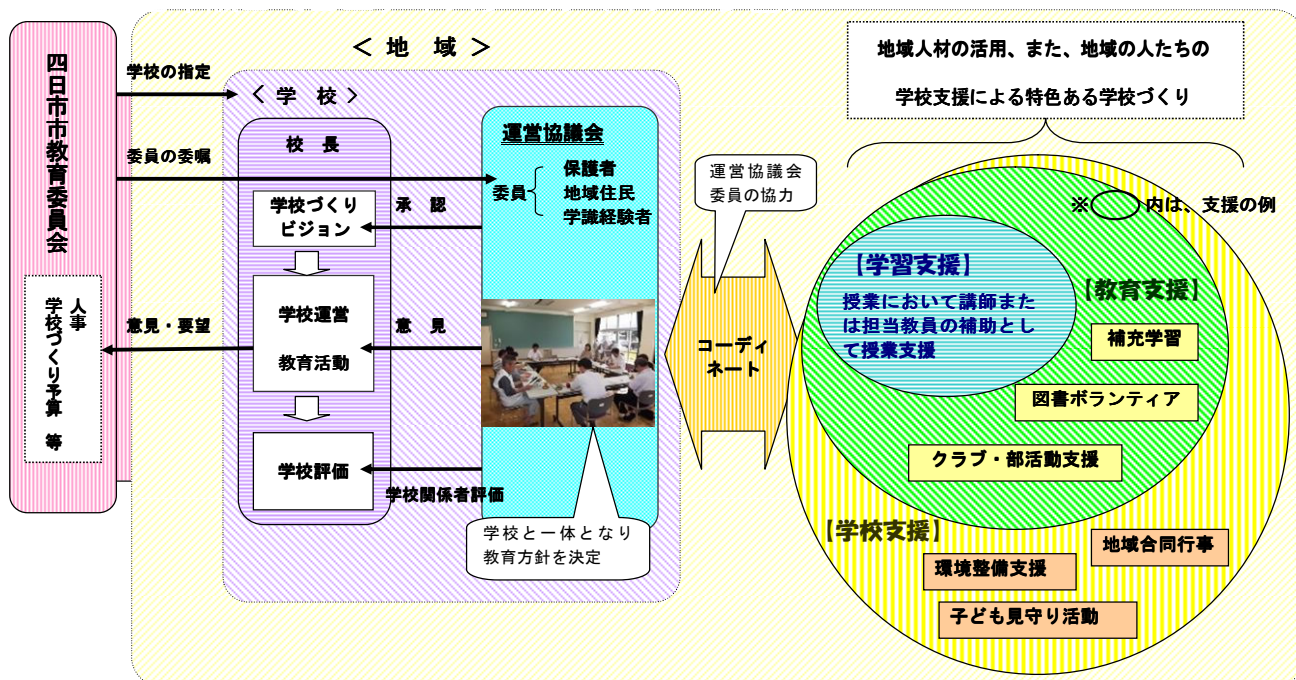 四日市市教育委員会
人事
学校づくり予算 等
学校の指定
委員の委嘱
意見・要望
＜ 地 域 ＞
＜ 学 校 ＞
校 長
学校づくり
ビジョン
学校運営
教育活動
学校評価
承 認
意 見
学校関係者評価
運営協議会
委員
保護者
地域住民
学識経験者
学校と一体となり
教育方針を決定
運営協議会
委員の協力
コーディ
ネート
地域人材の活用、また、地域の人たちの
学校支援による特色ある学校づくり
※ 内は、支援の例
【学習支援】
授業において講師また
は担当教員の補助とし
て授業支援
【教育支援】
補充学習
図書ボランティア
クラブ・部活動支援
【学校支援】
地域合同行事
環境整備支援
子ども見守り活動